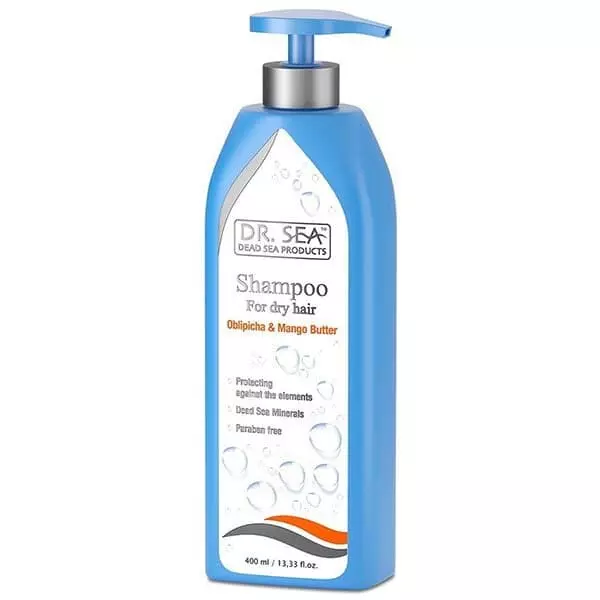 DR. SEA™
DEAD SEA PRODUCTS
Shampoo
For dry hair
Oblipicha & Mango Butter
Protecting
against the elements
Dead Sea Minerals
Paraben free
400 ml / 13,33 fl.oz.